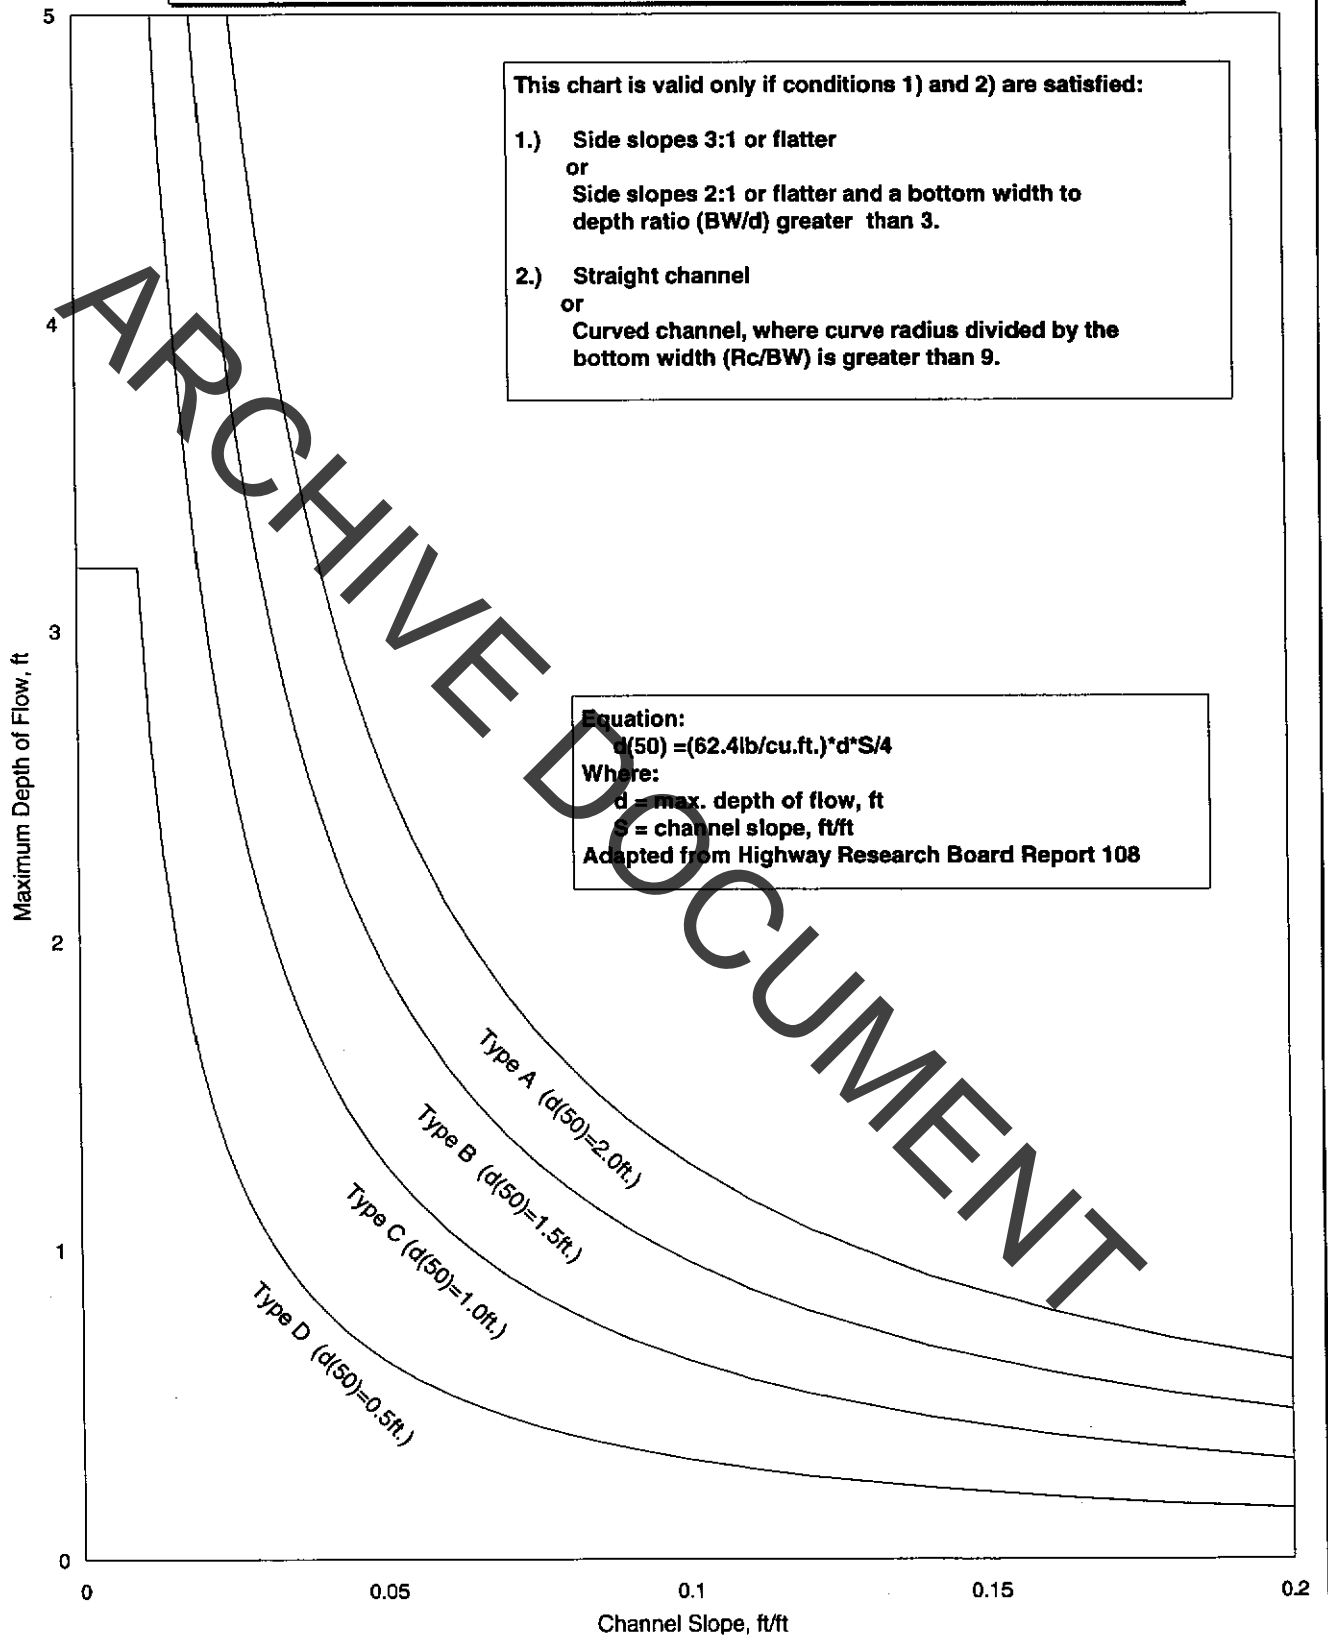 5
This chart is valid only if conditions 1) and 2) are satisfied:
1.) Side slopes 3:1 or flatter
or
Side slopes 2:1 or flatter and a bottom width to
depth ratio (BW/d) greater than 3.
2.) Straight channel
or
Curved channel, where curve radius divided by the
bottom width (Rc/BW) is greater than 9.
4
ARCHIVE DOCUMENT
3
Maximum Depth of Flow, ft
Equation:
d(50) =(62.4lb/cu.ft.)*d*S/4
Where:
d = max. depth of flow, ft
S = channel slope, ft/ft
Adapted from Highway Research Board Report 108
2
Type A (d(50)=2.0ft.)
Type B (d(50)=1.5ft.)
Type C (d(50)=1.0ft.)
Type D (d(50)=0.5ft.)
1
0
0 0.05 0.1 0.15 0.2
Channel Slope, ft/ft